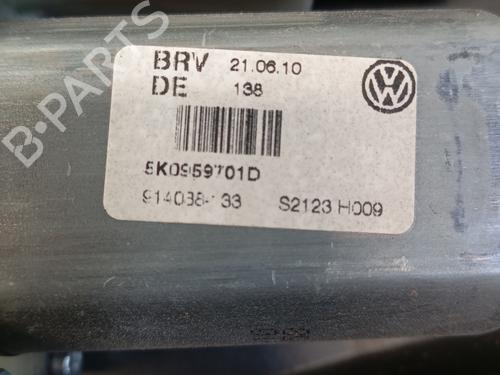 BRV 21.06.10
DE 138
5K0959701D
914038-133 S2123 H009
B-PARTS